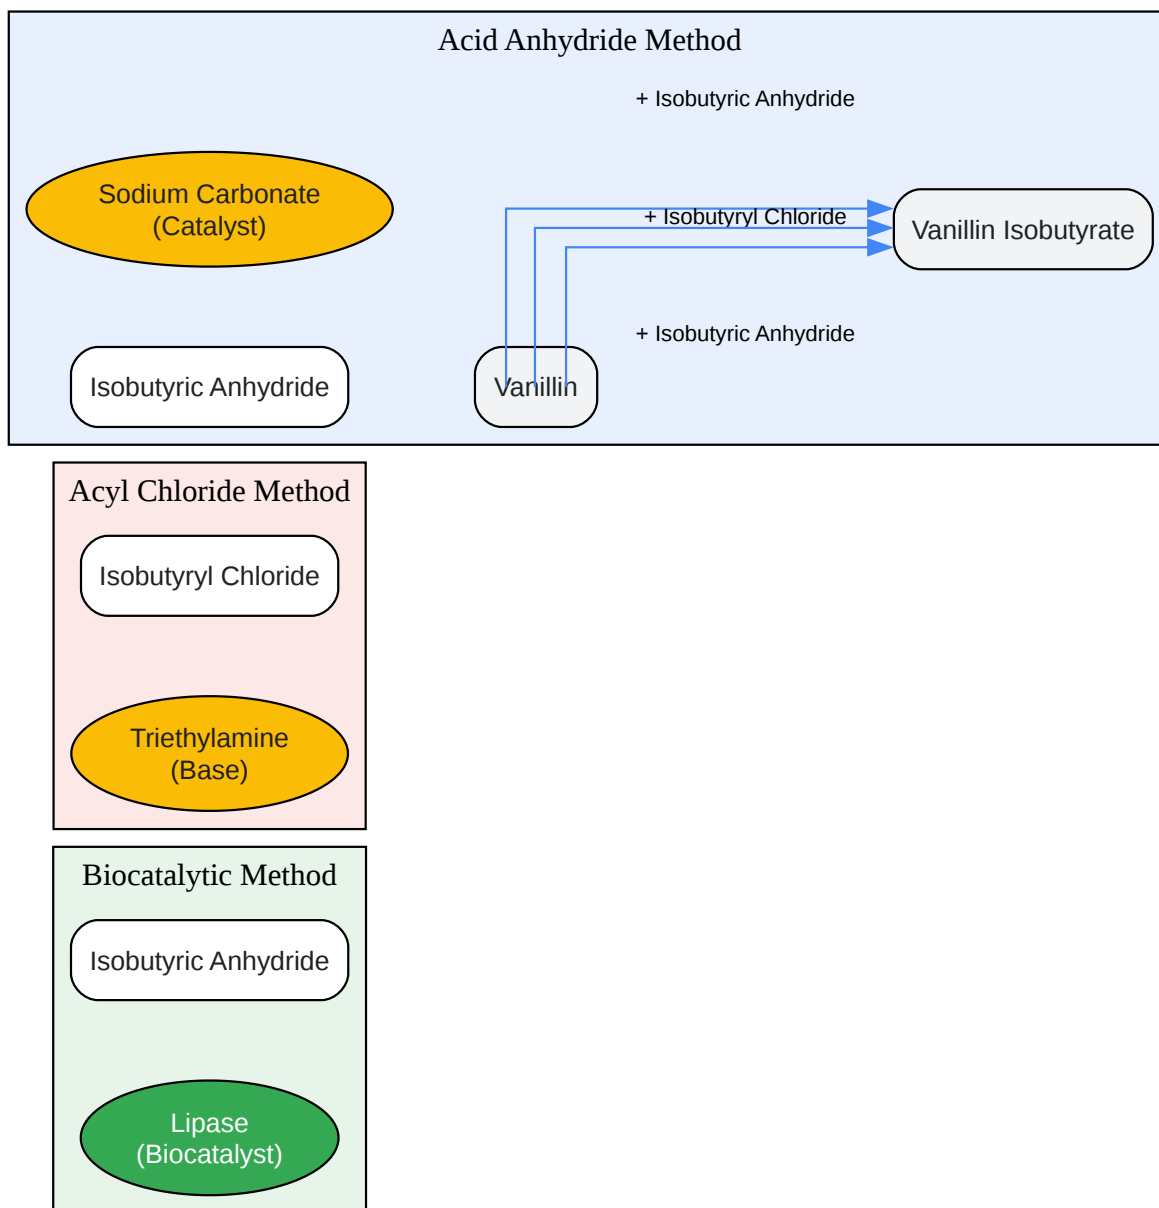 Acid Anhydride Method
+ Isobutyric Anhydride
Sodium Carbonate
(Catalyst)
+ Isobutyryl Chloride
Vanillin Isobutyrate
+ Isobutyric Anhydride
Isobutyric Anhydride
Vanillin
Acyl Chloride Method
Isobutyryl Chloride
Triethylamine
(Base)
Biocatalytic Method
Isobutyric Anhydride
Lipase
(Biocatalyst)